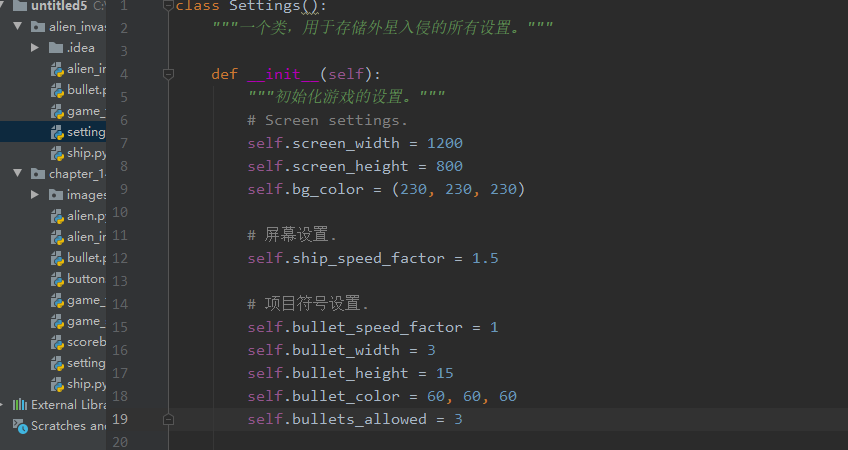 untitled5
alien_invas
.idea
alien_in
bullet.p
game_
setting
ship.py
chapter_14
images
alien.py
alien_in
bullet.p
button
game_
game_
scoreb
setting
ship.py
External Libra
Scratches and
1 class Settings():
2 """一个类，用于存储外星入侵的所有设置。"""
3
4 def __init__(self):
5 """初始化游戏的设置。"""
6 # Screen settings.
7 self.screen_width = 1200
8 self.screen_height = 800
9 self.bg_color = (230, 230, 230)
10
11 # 屏幕设置.
12 self.ship_speed_factor = 1.5
13
14 # 项目符号设置.
15 self.bullet_speed_factor = 1
16 self.bullet_width = 3
17 self.bullet_height = 15
18 self.bullet_color = 60, 60, 60
19 self.bullets_allowed = 3
20